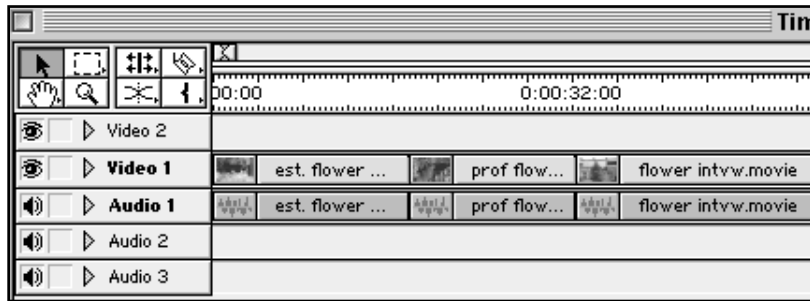 Tim
00:00 0:00:32:00
Video 2
Video 1 est. flower ... prof flow... flower intvw.movie
Audio 1 est. flower ... prof flow... flower intvw.movie
Audio 2
Audio 3